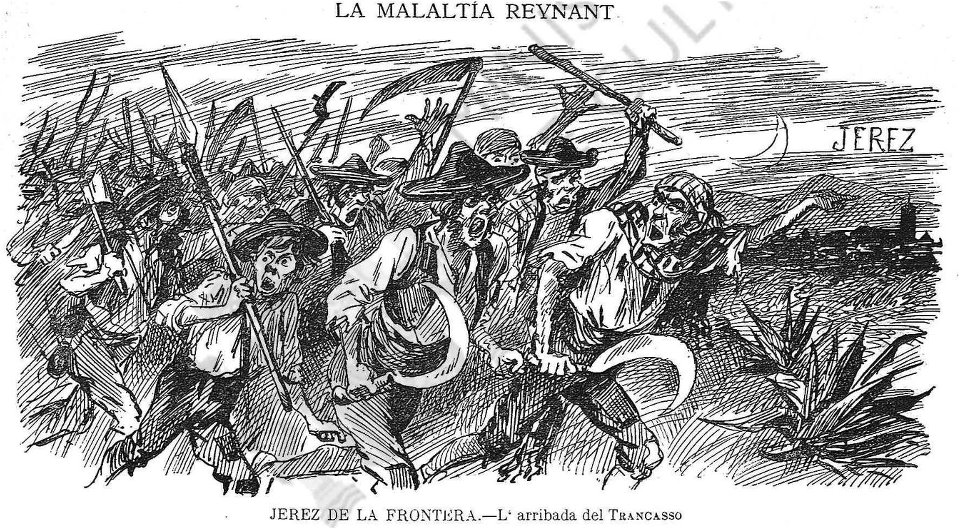 LA MALALTÍA REYNANT
JEREZ
JEREZ DE LA FRONTERA.—L' arribada del TRANCASSO